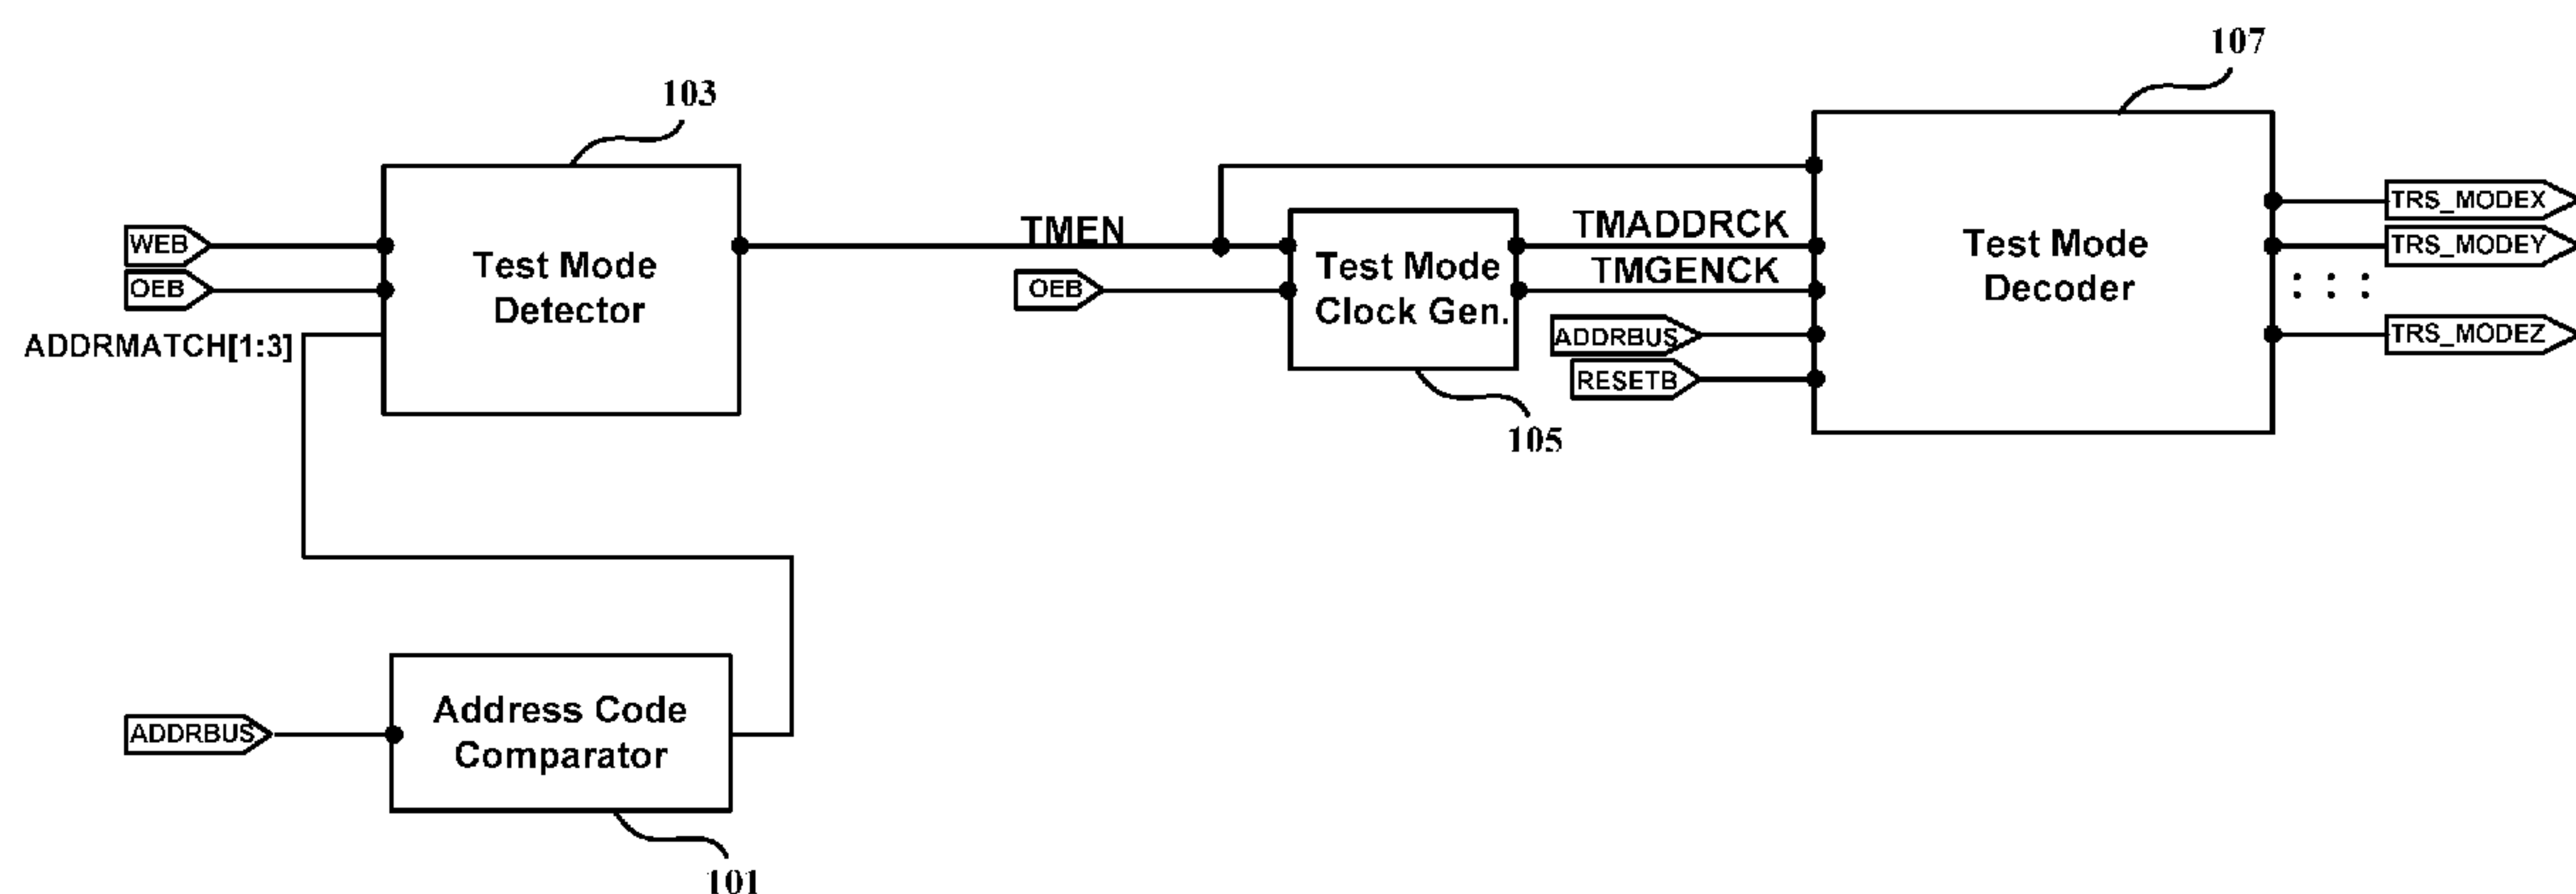 107
103
TRS_MODEX
WEB
TMEN
TMADDRCK
Test Mode
Decoder
TRS_MODEY
Test Mode
Detector
Test Mode
Clock Gen.
OEB
OEB
TMGENCK
: : :
ADDRMATCH[1:3]
ADDRBUS
TRS_MODEZ
RESETB
105
Address Code
Comparator
ADDRBUS
101